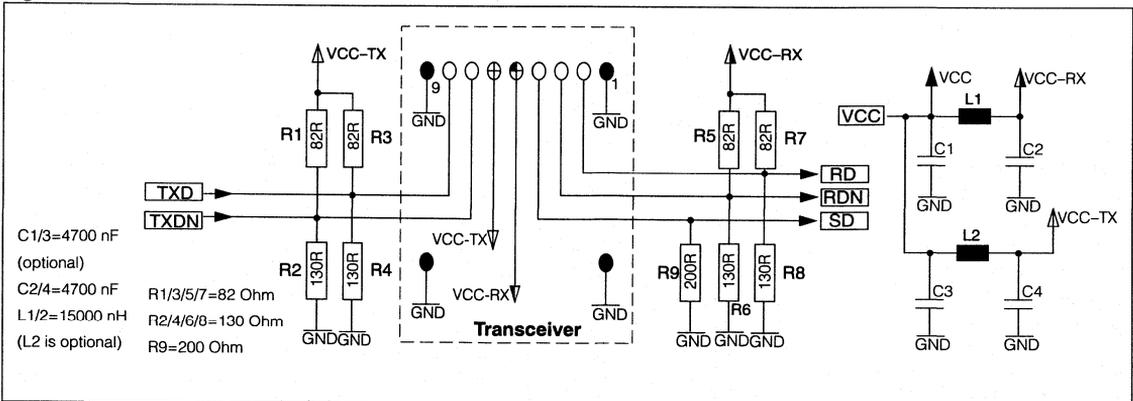 VCC-TX
VCC-RX
VCC
VCC-RX
9
1
GND
GND
L1
VCC
R1
82R
82R
R3
R5
82R
82R
R7
C1
C2
RD
TXD
RDN
GND
GND
TXDN
SD
VCC-TX
L2
VCC-TX
C1/3=4700 nF
(optional)
C2/4=4700 nF
L1/2=15000 nH
(L2 is optional)
R2
130R
130R
R4
R9
200R
130R
130R
R8
R6
VCC-RX
C3
C4
R1/3/5/7=82 Ohm
R2/4/6/8=130 Ohm
R9=200 Ohm
GND
GND
Transceiver
GND
GND
GND
GND
GND
GND
GND